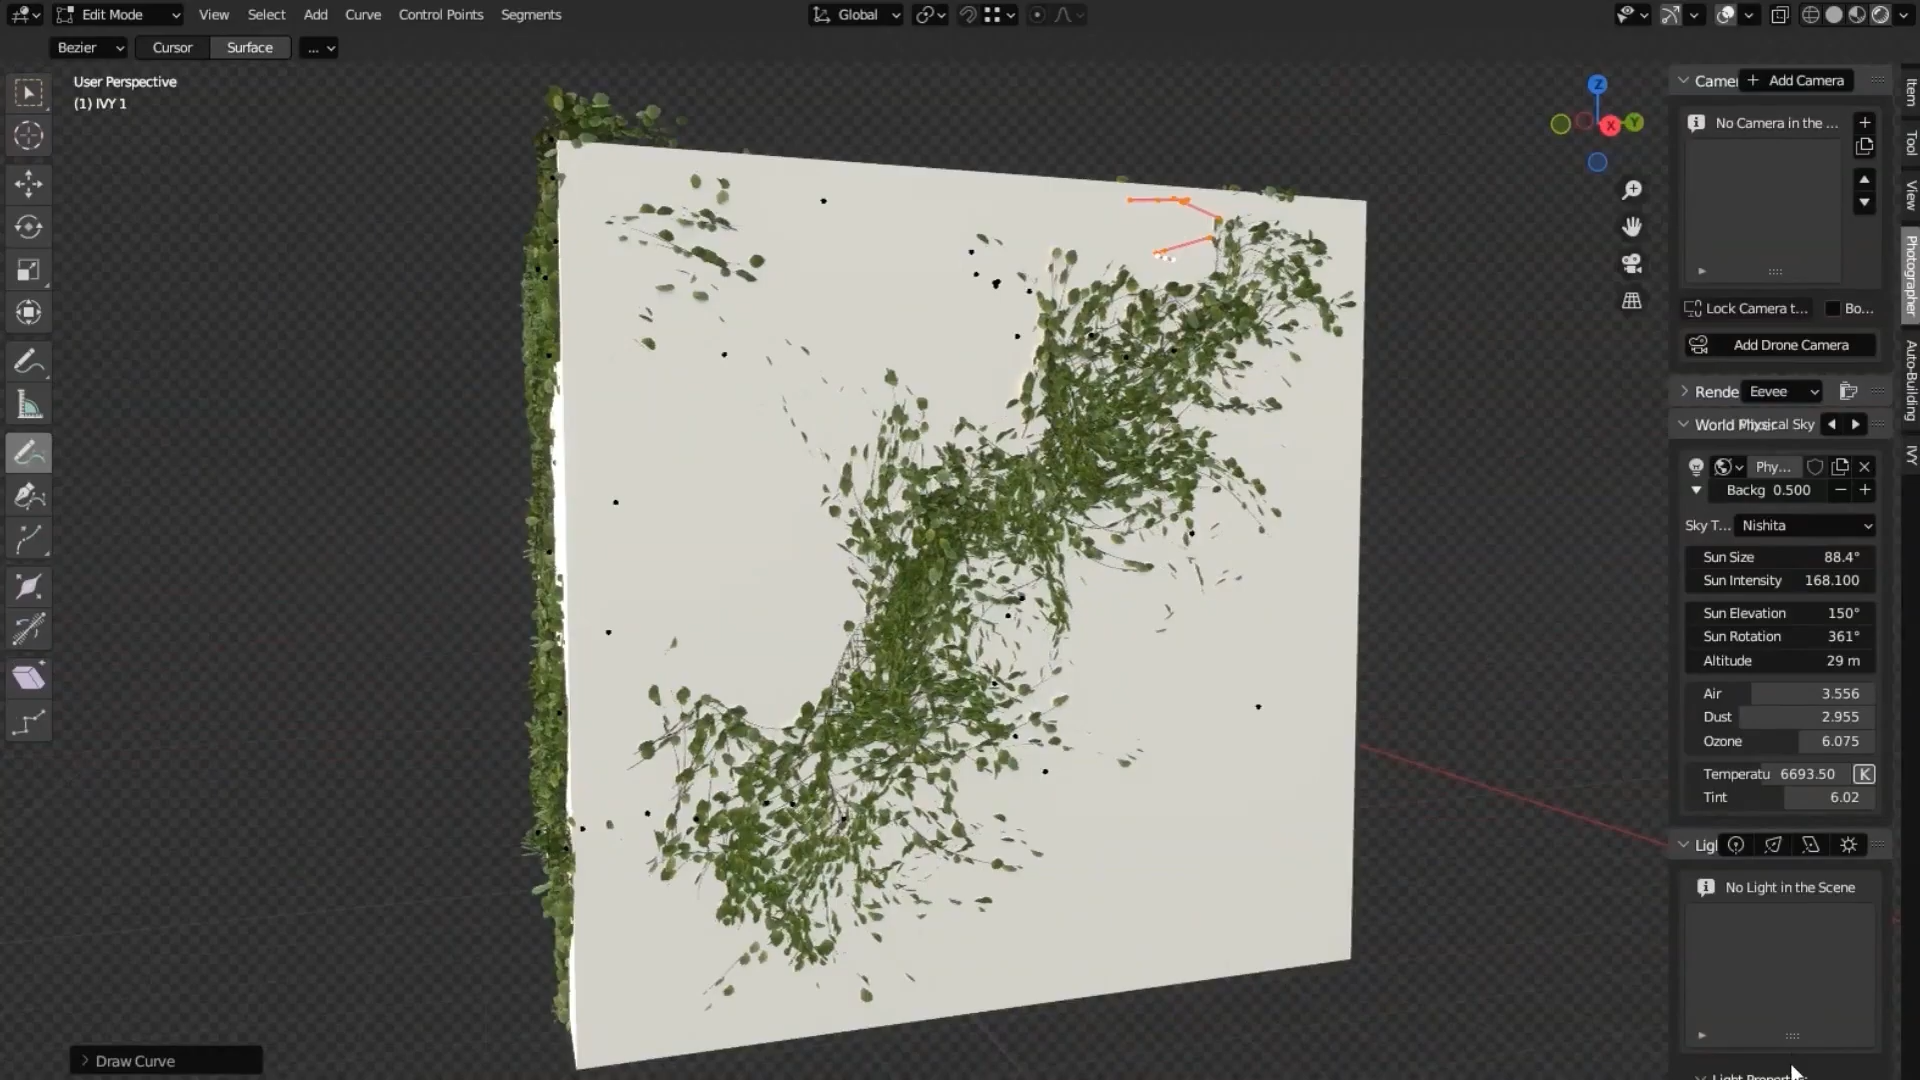 Edit Mode View Select Add Curve Control Points Segments Global
Bezier Cursor Surface ...
User Perspective
(1) IVY 1
Z
X Y
Camer Add Camera
No Camera in the ...
Lock Camera t... Bo...
Add Drone Camera
Rende Eevee
World Physical Sky
Phy...
Backg 0.500
Sky T... Nishita
Sun Size 88.4°
Sun Intensity 168.100
Sun Elevation 150°
Sun Rotation 361°
Altitude 29 m
Air 3.556
Dust 2.955
Ozone 6.075
Temperatu 6693.50 K
Tint 6.02
Ligl
No Light in the Scene
Item
Tool
View
Photographer
Auto-Building
IVY
Draw Curve